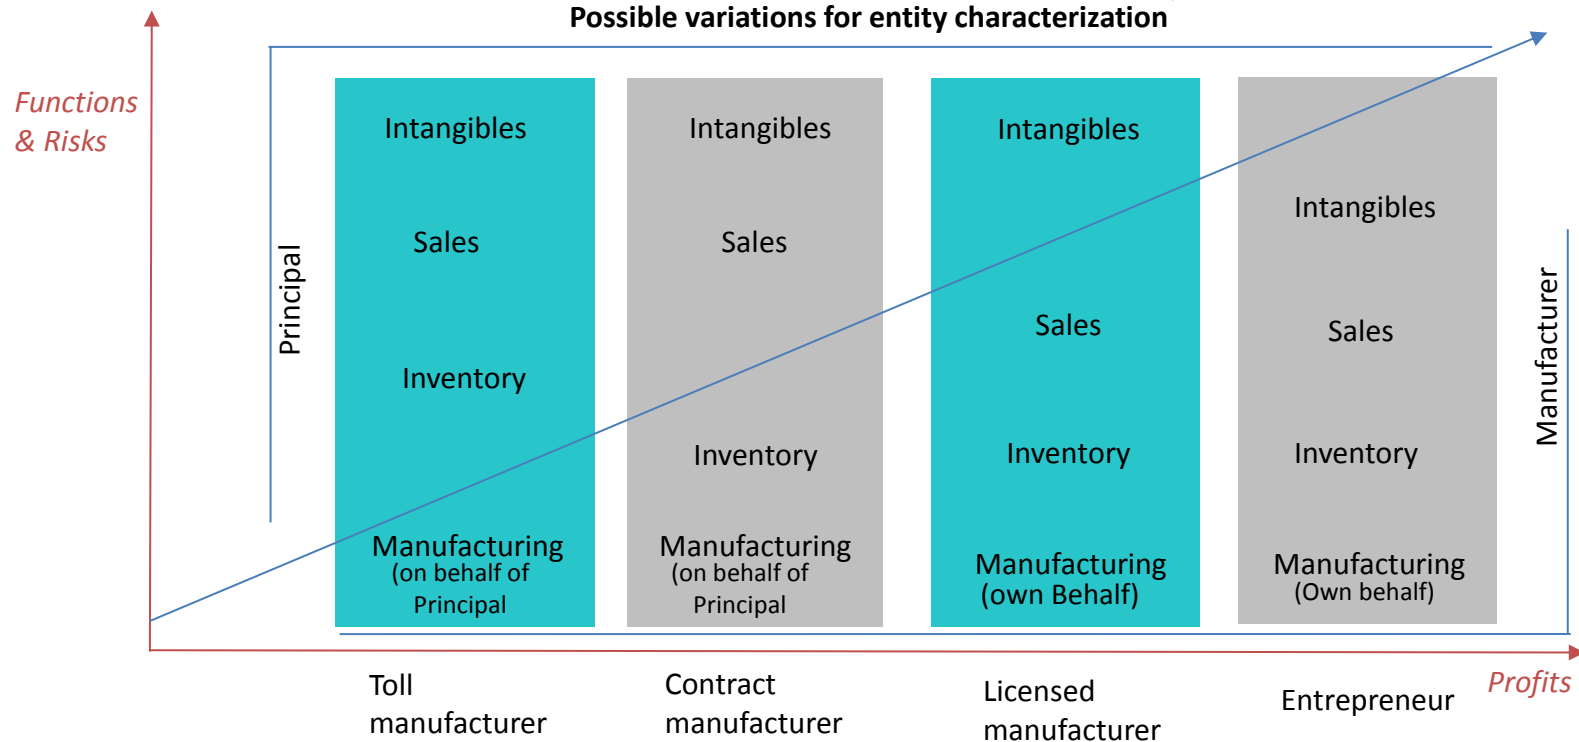 Possible variations for entity characterization
Functions
& Risks
Principal
Intangibles
Sales
Inventory
Manufacturing
(on behalf of
Principal
Intangibles
Sales
Inventory
Manufacturing
(on behalf of
Principal
Intangibles
Sales
Inventory
Manufacturing
(own Behalf)
Intangibles
Sales
Inventory
Manufacturing
(Own behalf)
Manufacturer
Toll
manufacturer
Contract
manufacturer
Licensed
manufacturer
Entrepreneur
Profits